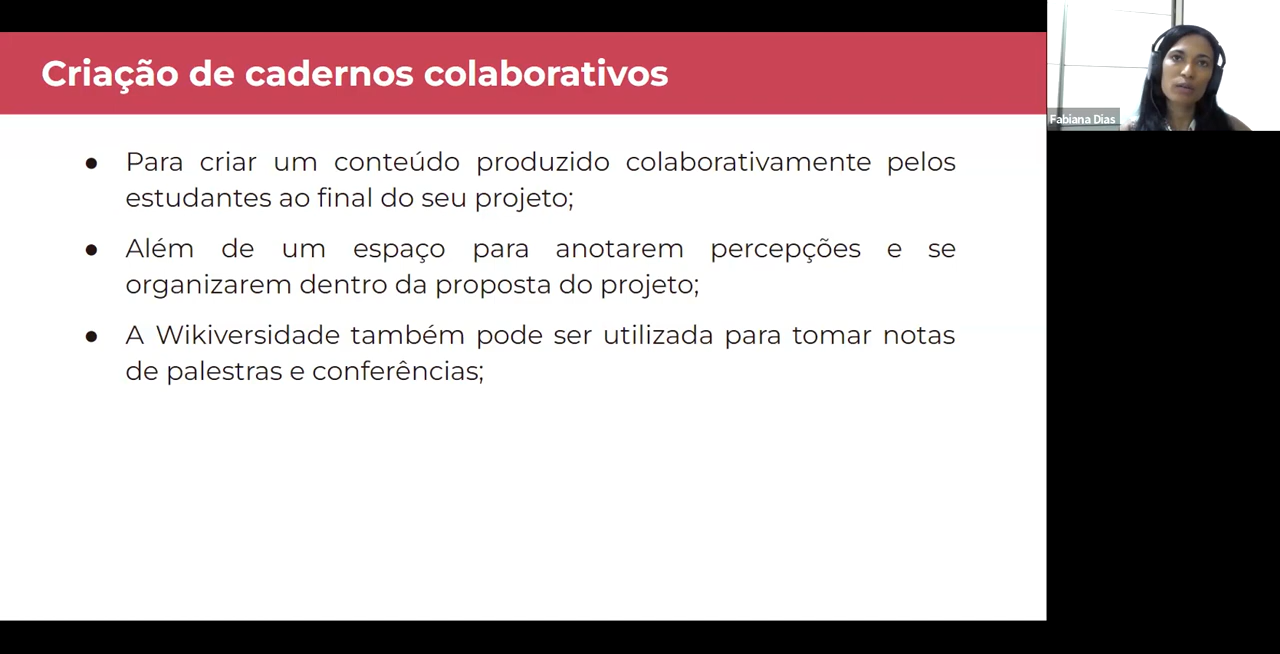 Criação de cadernos colaborativos
Fabiana Dias
● Para criar um conteúdo produzido colaborativamente pelos
estudantes ao final do seu projeto;
● Além de um espaço para anotarem percepções e se
organizarem dentro da proposta do projeto;
● A Wikiversidade também pode ser utilizada para tomar notas
de palestras e conferências;